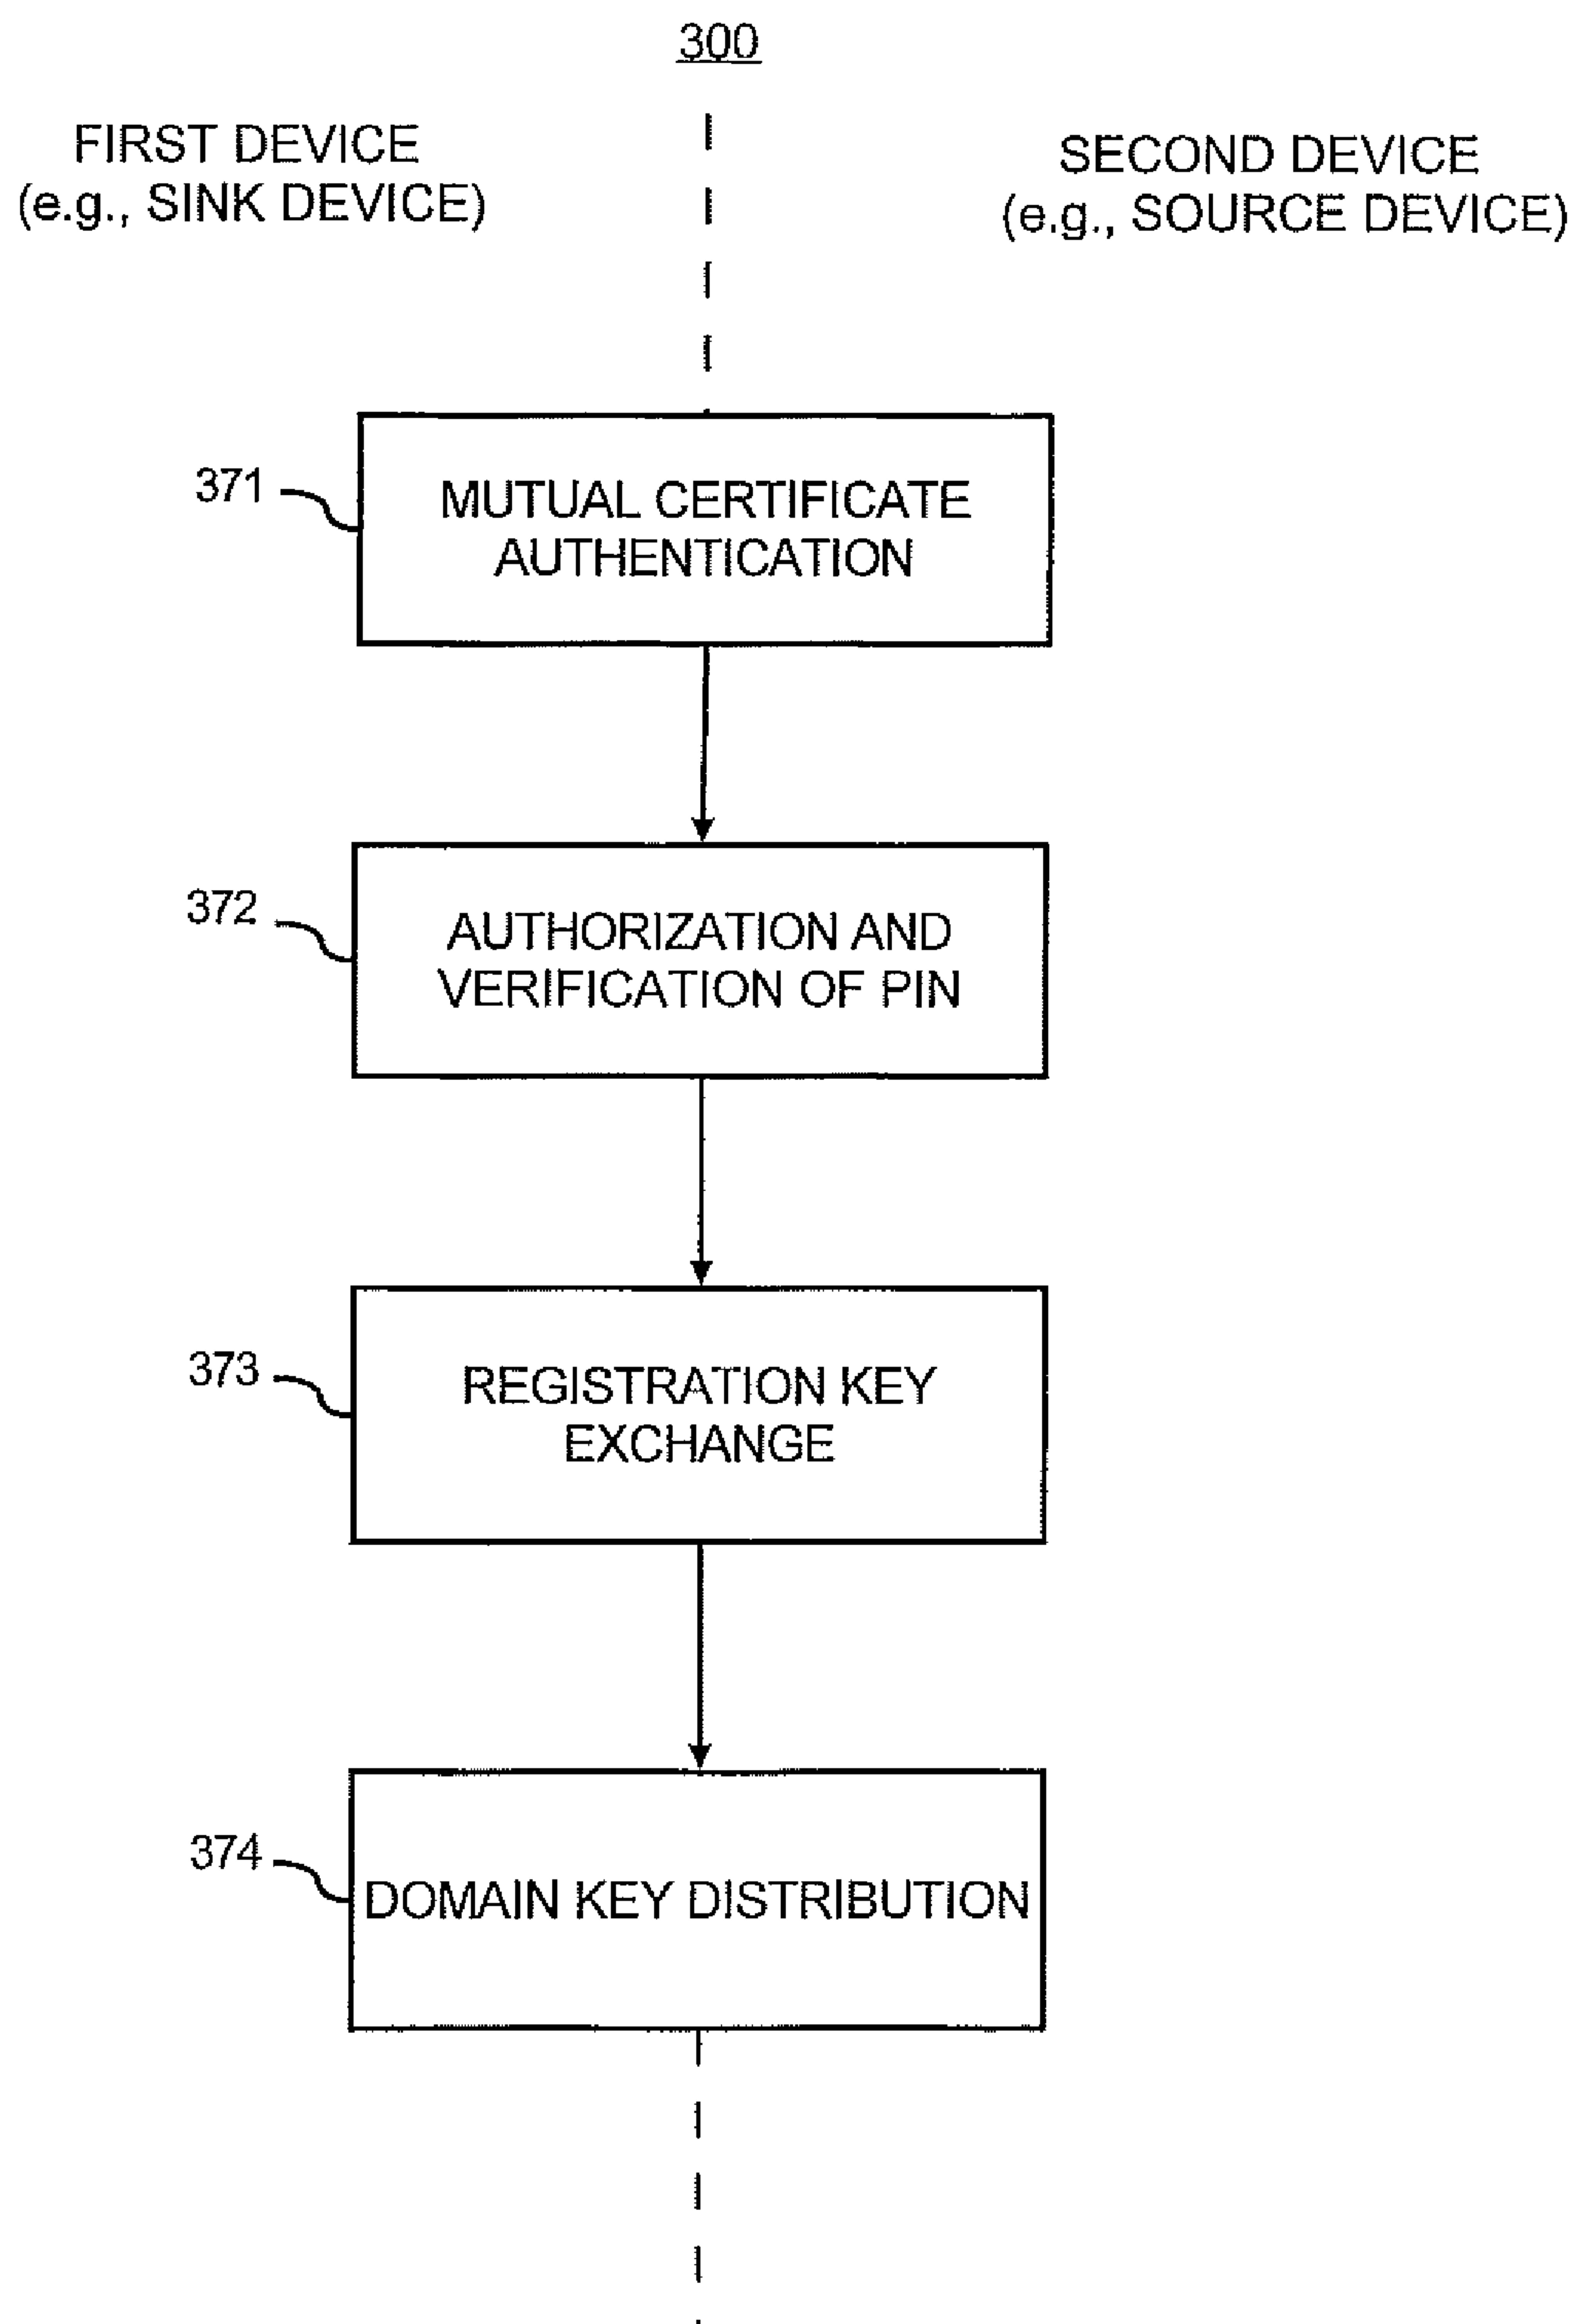 300
FIRST DEVICE
(e.g., SINK DEVICE)
SECOND DEVICE
(e.g., SOURCE DEVICE)
371
MUTUAL CERTIFICATE
AUTHENTICATION
372
AUTHORIZATION AND
VERIFICATION OF PIN
373
REGISTRATION KEY
EXCHANGE
374
DOMAIN KEY DISTRIBUTION